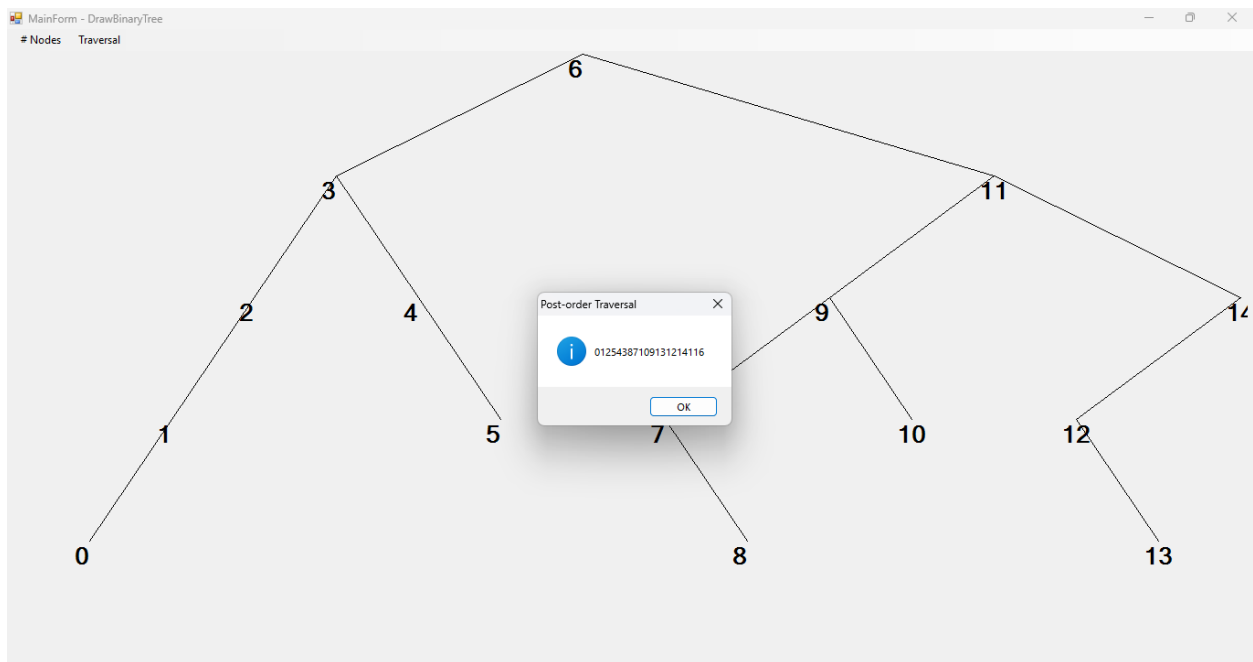 MainForm - DrawBinaryTree
# Nodes Traversal
6
3 11
2 4 9 14
Post-order Traversal
01254387109131214116
OK
1 5 7 10 12
0 8 13